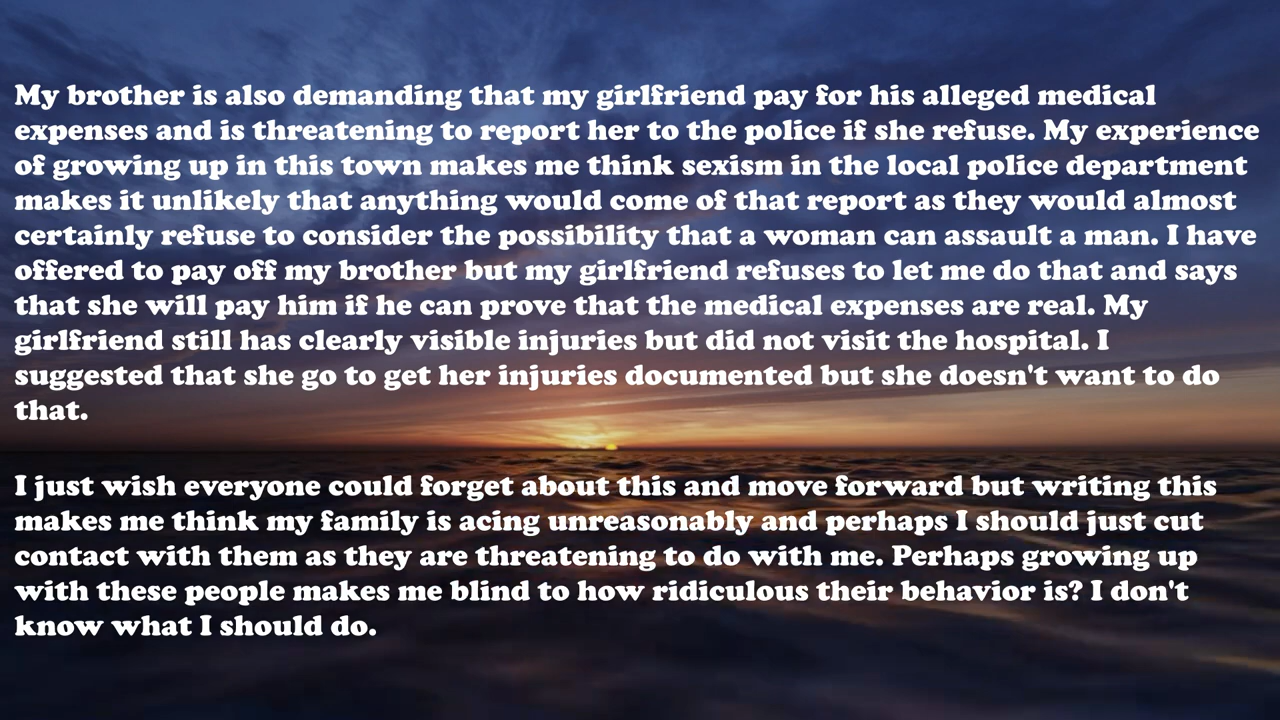 My brother is also demanding that my girlfriend pay for his alleged medical
expenses and is threatening to report her to the police if she refuse. My experience
of growing up in this town makes me think sexism in the local police department
makes it unlikely that anything would come of that report as they would almost
certainly refuse to consider the possibility that a woman can assault a man. I have
offered to pay off my brother but my girlfriend refuses to let me do that and says
that she will pay him if he can prove that the medical expenses are real. My
girlfriend still has clearly visible injuries but did not visit the hospital. I
suggested that she go to get her injuries documented but she doesn't want to do
that.
I just wish everyone could forget about this and move forward but writing this
makes me think my family is acing unreasonably and perhaps I should just cut
contact with them as they are threatening to do with me. Perhaps growing up
with these people makes me blind to how ridiculous their behavior is? I don't
know what I should do.